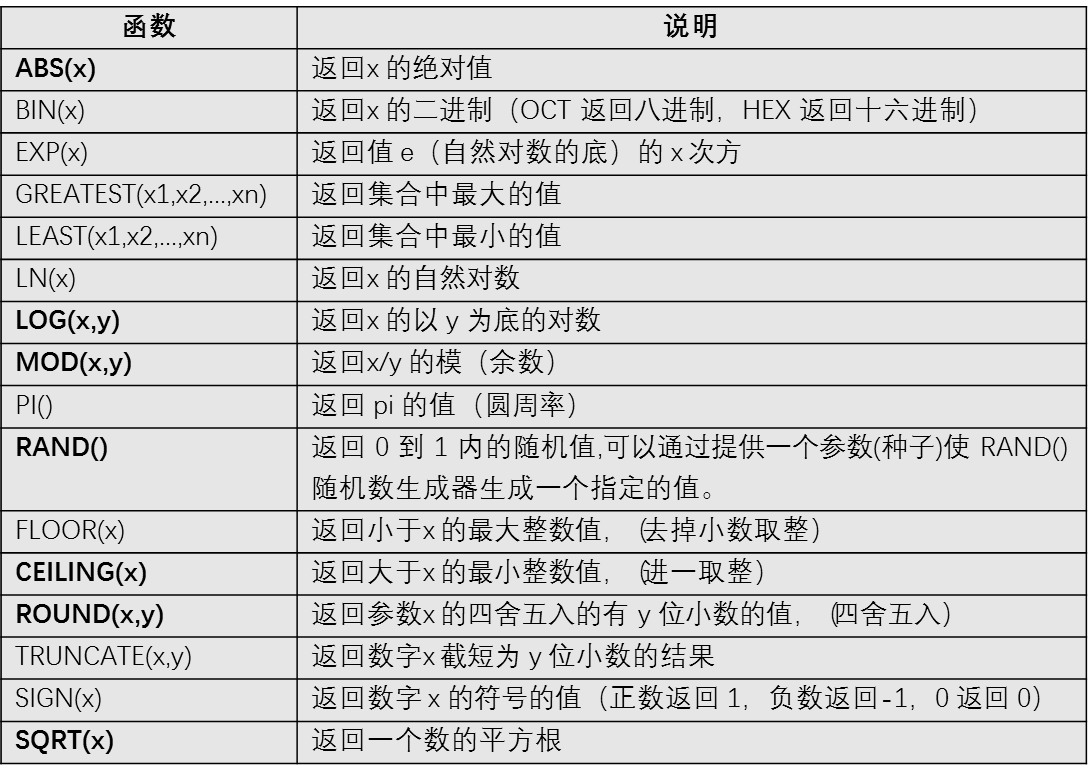 函数 说明
ABS(x) 返回x 的绝对值
BIN(x) 返回x 的二进制（OCT 返回八进制，HEX 返回十六进制）
EXP(x) 返回值 e（自然对数的底）的 x 次方
GREATEST(x1,x2,...,xn) 返回集合中最大的值
LEAST(x1,x2,...,xn) 返回集合中最小的值
LN(x) 返回x 的自然对数
LOG(x,y) 返回x 的以 y 为底的对数
MOD(x,y) 返回x/y 的模（余数）
PI() 返回 pi 的值（圆周率）
RAND() 返回 0 到 1 内的随机值,可以通过提供一个参数(种子)使 RAND()
随机数生成器生成一个指定的值。
FLOOR(x) 返回小于x 的最大整数值，（去掉小数取整）
CEILING(x) 返回大于x 的最小整数值，（进一取整）
ROUND(x,y) 返回参数x 的四舍五入的有 y 位小数的值，（四舍五入）
TRUNCATE(x,y) 返回数字x 截短为 y 位小数的结果
SIGN(x) 返回数字 x 的符号的值（正数返回 1，负数返回-1，0 返回 0）
SQRT(x) 返回一个数的平方根